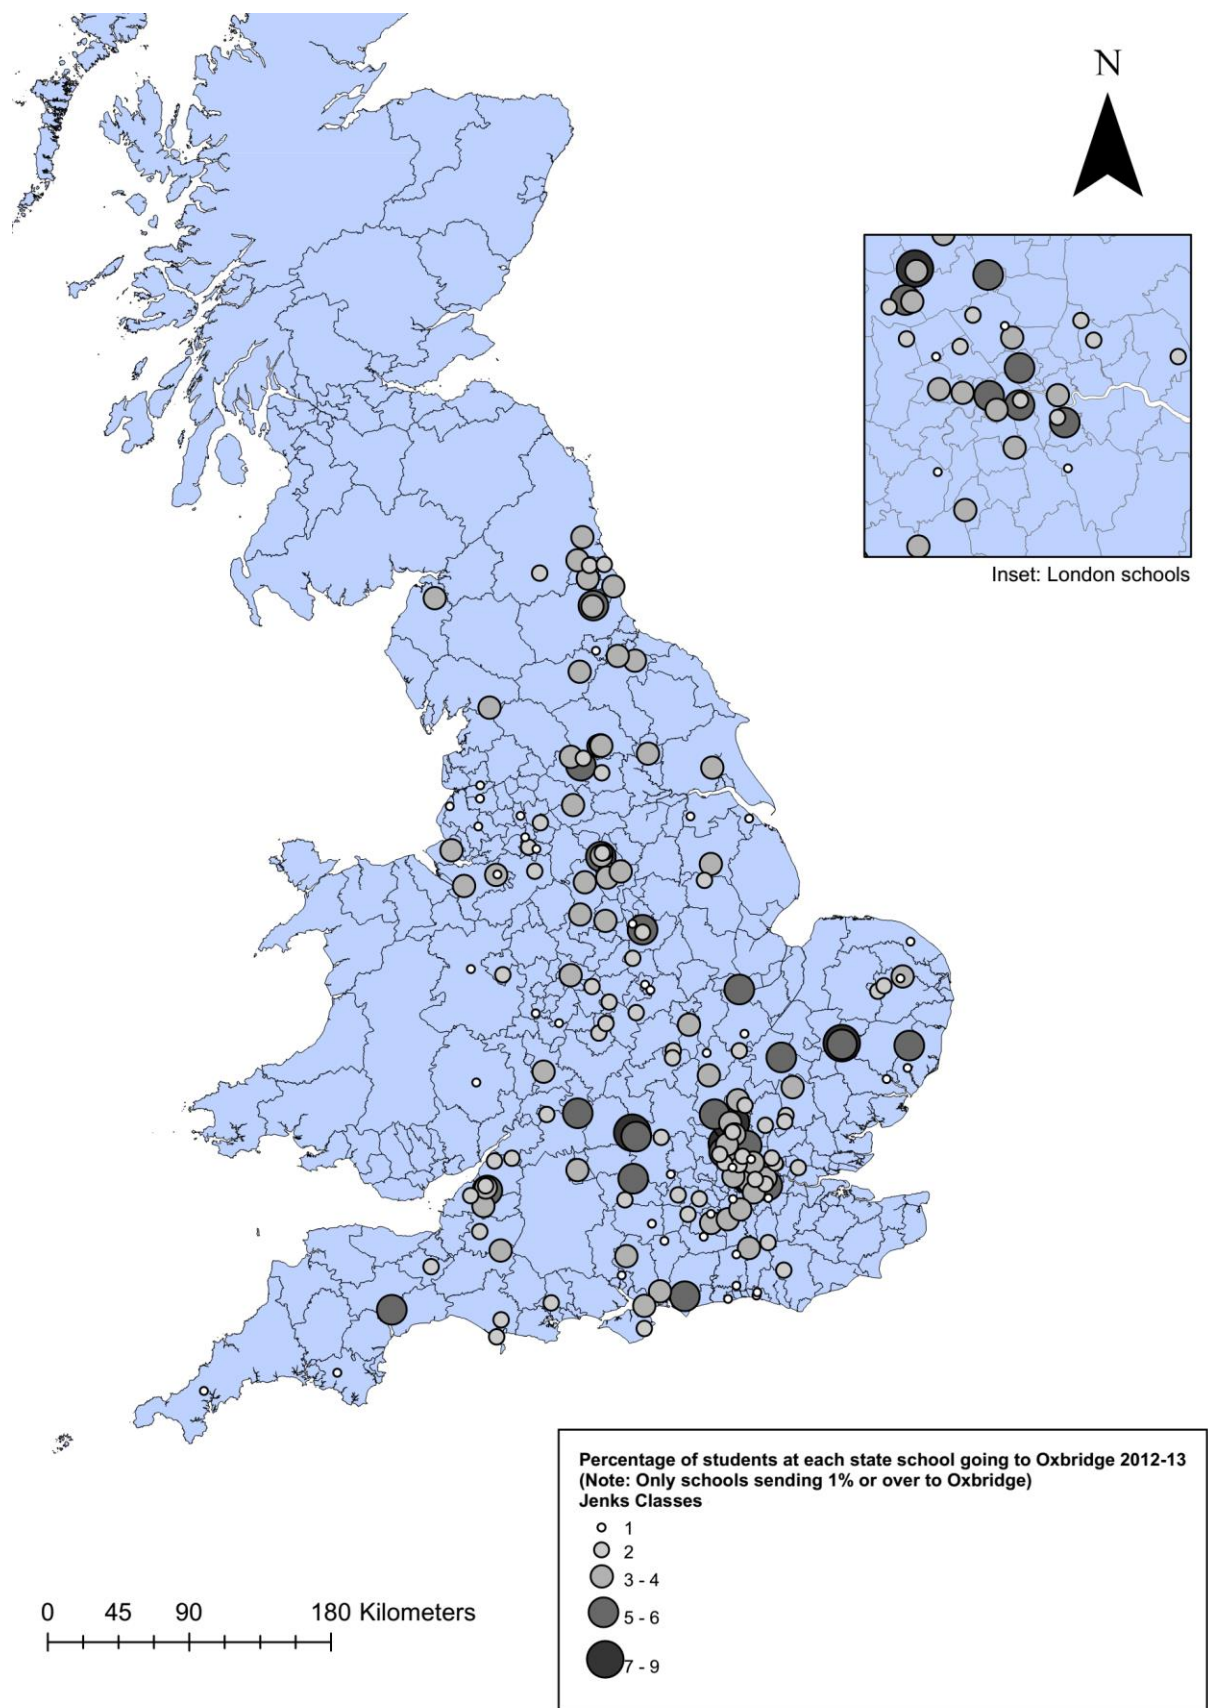 N
Inset: London schools
Percentage of students at each state school going to Oxbridge 2012-13
(Note: Only schools sending 1% or over to Oxbridge)
Jenks Classes
1
2
3 - 4
5 - 6
7 - 9
0 45 90 180 Kilometers